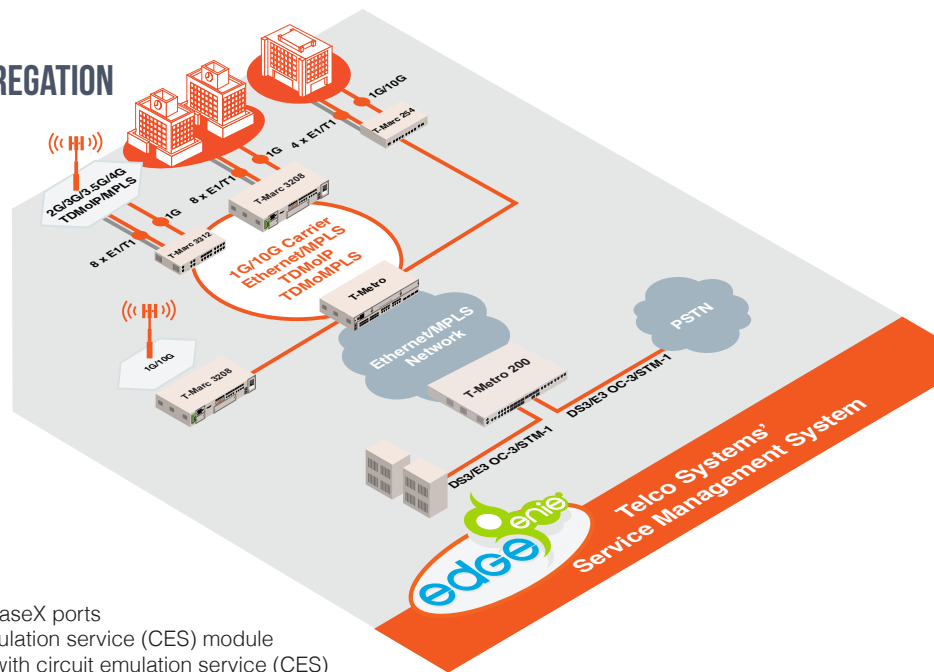 REGATION
1G/10G
4 x E1/T1
T-Marc 254
1G
8 x E1/T1
T-Marc 3208
2G/3G/3.5G/4G
TDMoIP/MPLS
1G
8 x E1/T1
T-Marc 3312
1G/10G Carrier
Ethernet/MPLS
TDMoIP
TDMoMPLS
T-Metro
Ethernet/MPLS
Network
PSTN
1G/10G
T-Marc 3208
T-Metro 200
DS3/E3 OC-3/STM-1
DS3/E3 OC-3/STM-1
edge genie
Telco Systems'
Service Management System
aseX ports
ulation service (CES) module
with circuit emulation service (CES)